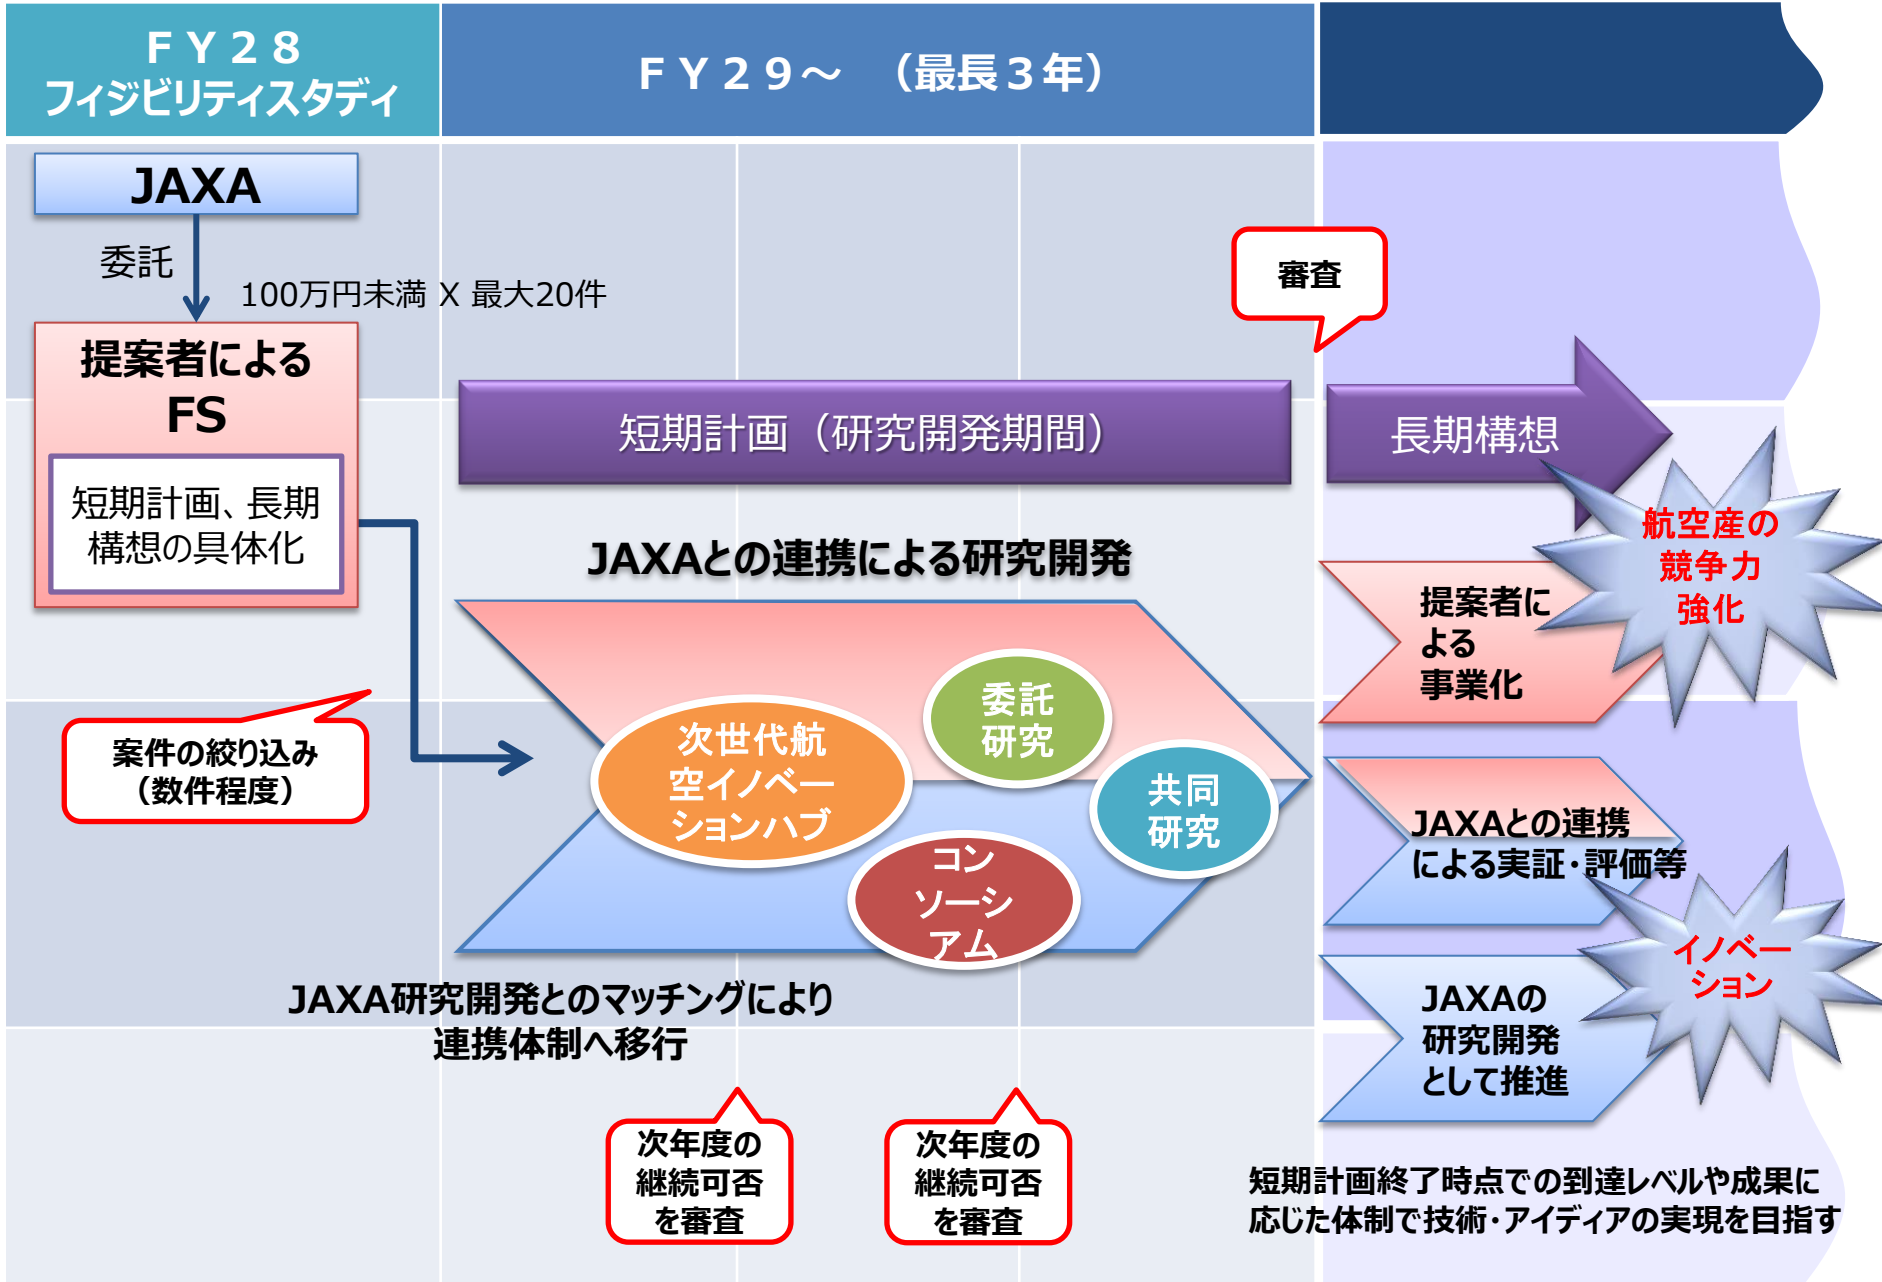 ＦＹ２８
フィジビリティスタディ
ＦＹ２９～　（最長３年）
JAXA
委託
100万円未満 X 最大20件
提案者による
FS
短期計画、長期
構想の具体化
案件の絞り込み
（数件程度）
短期計画（研究開発期間）
JAXAとの連携による研究開発
次世代航
空イノベー
ションハブ
委託
研究
共同
研究
コン
ソーシ
アム
JAXA研究開発とのマッチングにより
連携体制へ移行
次年度の
継続可否
を審査
次年度の
継続可否
を審査
審査
長期構想
航空産の
競争力
強化
提案者に
よる
事業化
JAXAとの連携
による実証・評価等
イノベー
ション
JAXAの
研究開発
として推進
短期計画終了時点での到達レベルや成果に
応じた体制で技術・アイディアの実現を目指す